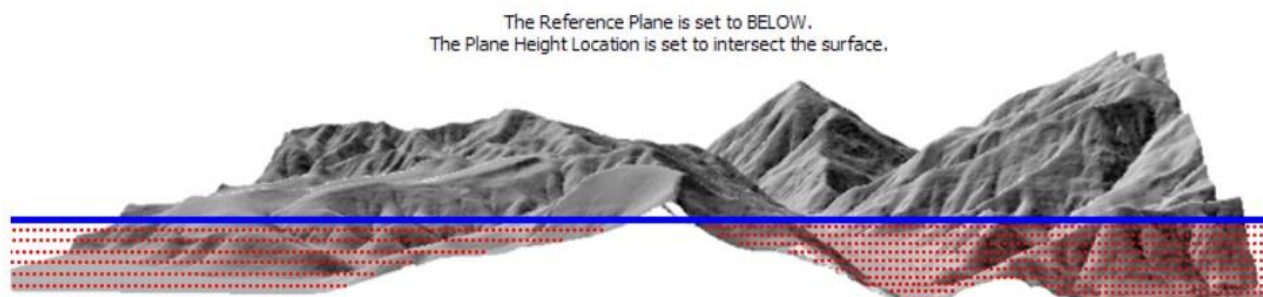 The Reference Plane is set to BELOW.
The Plane Height Location is set to intersect the surface.